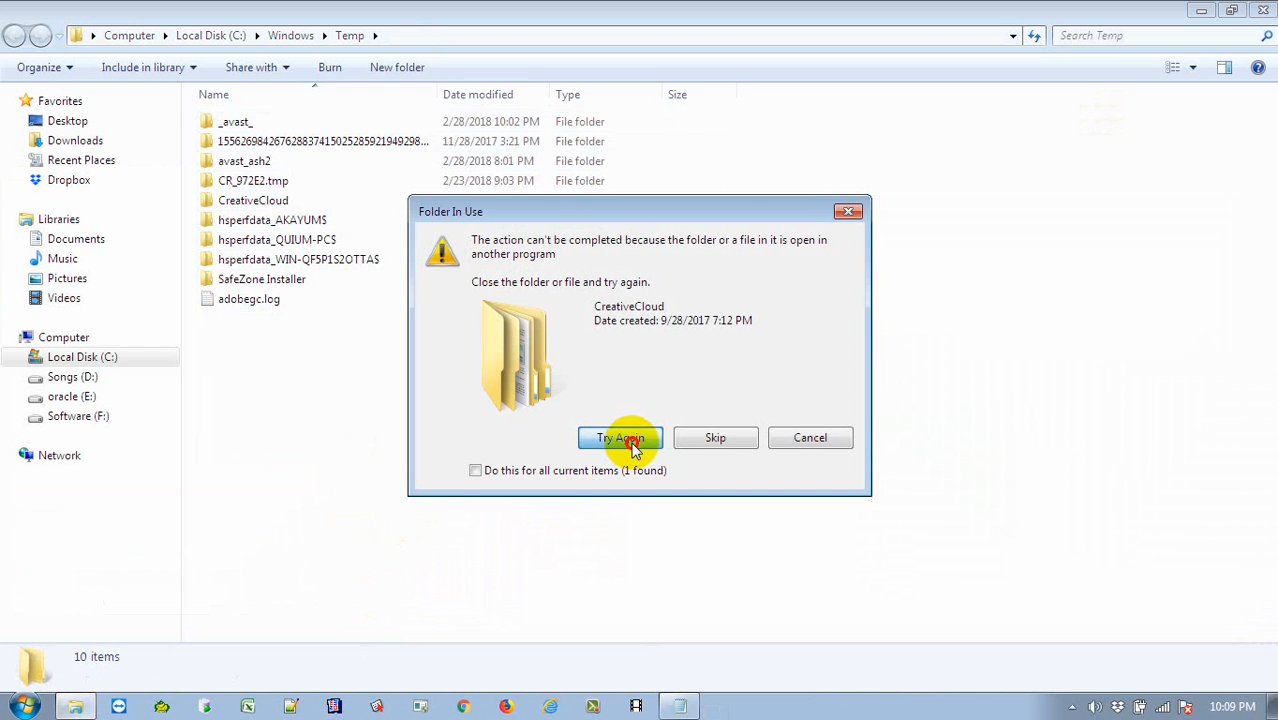 Computer Local Disk (C:) Windows Temp Search Temp
Organize Include in library Share with Burn New folder
Favorites
Desktop
Downloads
Recent Places
Dropbox
Libraries
Documents
Music
Pictures
Videos
Computer
Local Disk (C:)
Songs (D:)
oracle (E:)
Software (F:)
Network
Name Date modified Type Size
_avast_ 2/28/2018 10:02 PM File folder
155626984267628837415025285921949298... 11/28/2017 3:21 PM File folder
avast_ash2 2/28/2018 8:01 PM File folder
CR_972E2.tmp 2/23/2018 9:03 PM File folder
CreativeCloud
hsperfdata_AKAYUM$
hsperfdata_QUIUM-PC$
hsperfdata_WIN-QF5P1S2OTTA$
SafeZone Installer
adobegc.log
Folder In Use
The action can't be completed because the folder or a file in it is open in
another program
Close the folder or file and try again.
CreativeCloud
Date created: 9/28/2017 7:12 PM
Try Again Skip Cancel
Do this for all current items (1 found)
10 items
10:09 PM